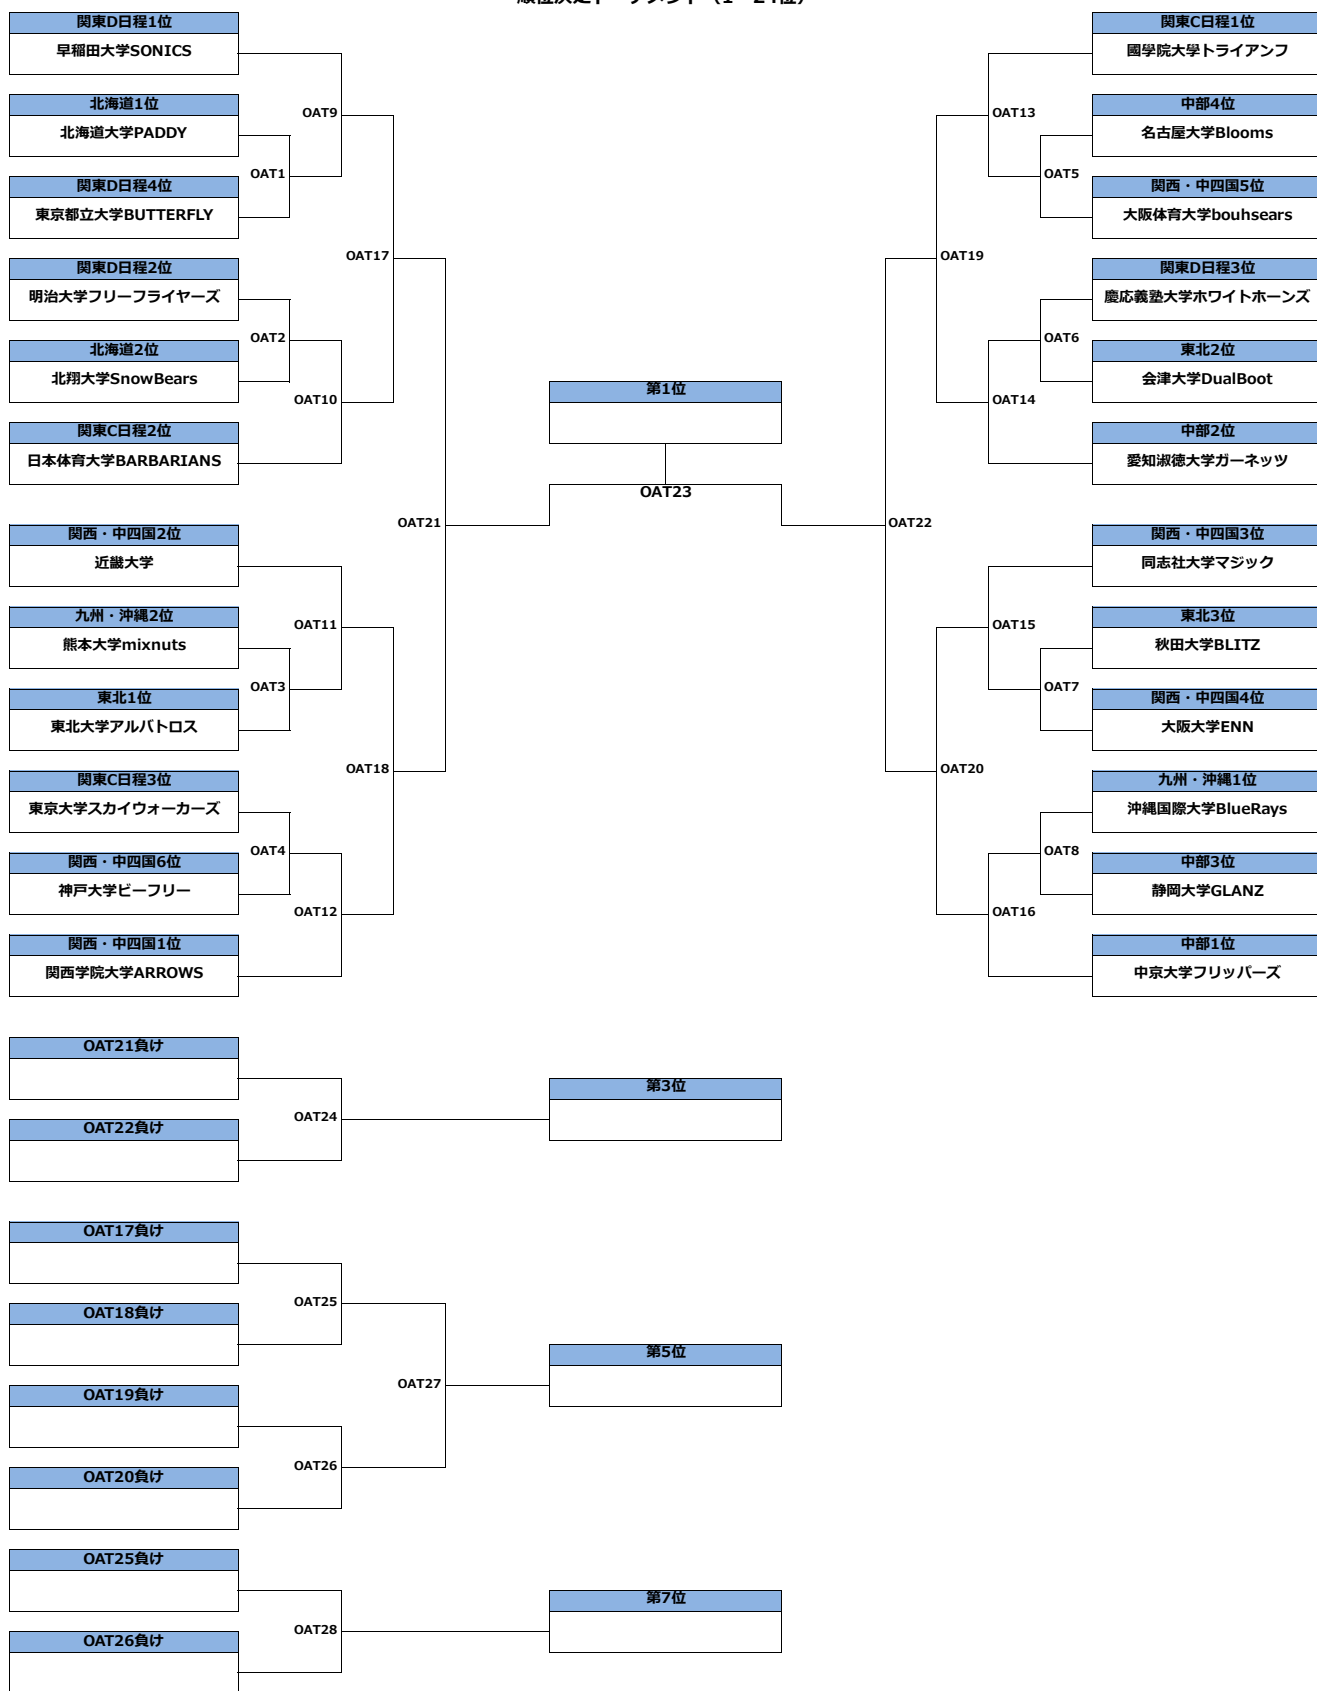 関東D日程1位
早稲田大学SONICS
北海道1位
北海道大学PADDY
関東D日程4位
東京都立大学BUTTERFLY
関東D日程2位
明治大学フリーフライヤーズ
北海道2位
北翔大学SnowBears
関東C日程2位
日本体育大学BARBARIANS
関西・中四国2位
近畿大学
九州・沖縄2位
熊本大学mixnuts
東北1位
東北大学アルバトロス
関東C日程3位
東京大学スカイウォーカーズ
関西・中四国6位
神戸大学ビーフリー
関西・中四国1位
関西学院大学ARROWS
OAT1
OAT2
OAT3
OAT4
OAT9
OAT10
OAT11
OAT12
OAT17
OAT18
OAT21
第1位
OAT23
OAT22
OAT19
OAT20
OAT13
OAT14
OAT15
OAT16
OAT5
OAT6
OAT7
OAT8
関東C日程1位
國學院大學トライアンフ
中部4位
名古屋大学Blooms
関西・中四国5位
大阪体育大学bouhsears
関東D日程3位
慶応義塾大学ホワイトホーンズ
東北2位
会津大学DualBoot
中部2位
愛知淑徳大学ガーネッツ
関西・中四国3位
同志社大学マジック
東北3位
秋田大学BLITZ
関西・中四国4位
大阪大学ENN
九州・沖縄1位
沖縄国際大学BlueRays
中部3位
静岡大学GLANZ
中部1位
中京大学フリッパーズ
OAT21負け
OAT22負け
OAT24
第3位
OAT17負け
OAT18負け
OAT19負け
OAT20負け
OAT25
OAT26
OAT27
第5位
OAT25負け
OAT26負け
OAT28
第7位